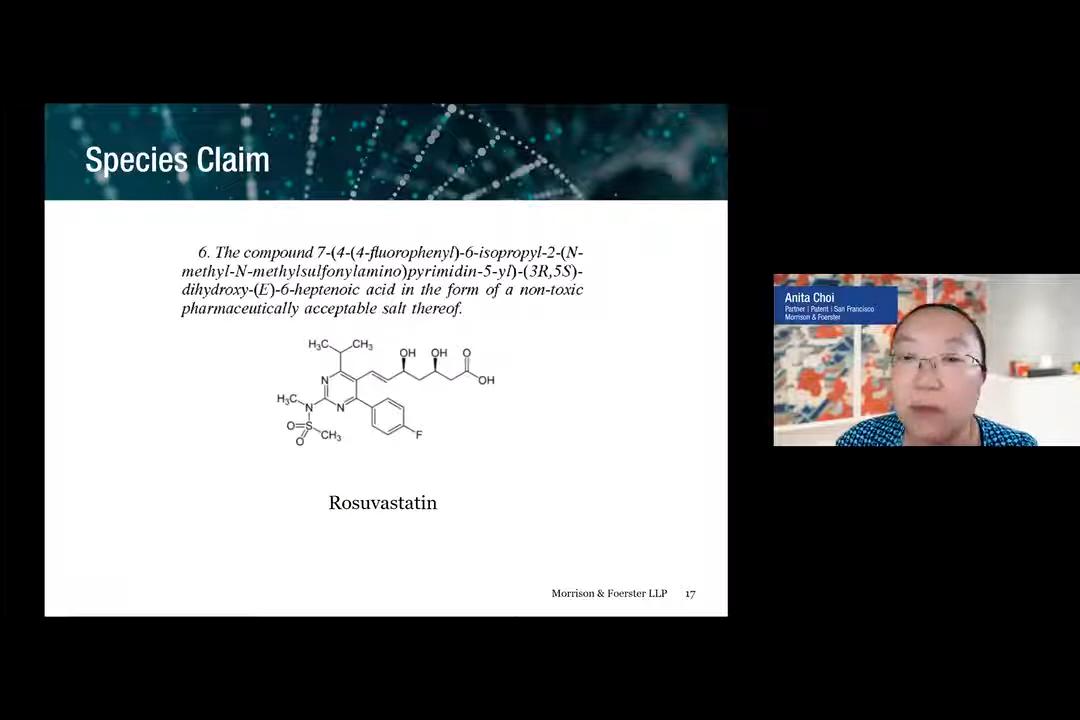 Species Claim
6. The compound 7-(4-(4-fluorophenyl)-6-isopropyl-2-(N-
methyl-N-methylsulfonylamino)pyrimidin-5-yl)-(3R,5S)-
dihydroxy-(E)-6-heptenoic acid in the form of a non-toxic
pharmaceutically acceptable salt thereof.
H₃C CH₃
OH OH O
OH
N
H₃C N N
O S CH₃
O
F
Rosuvastatin
Morrison & Foerster LLP 17
Anita Choi
Partner | Patent | San Francisco
Morrison & Foerster